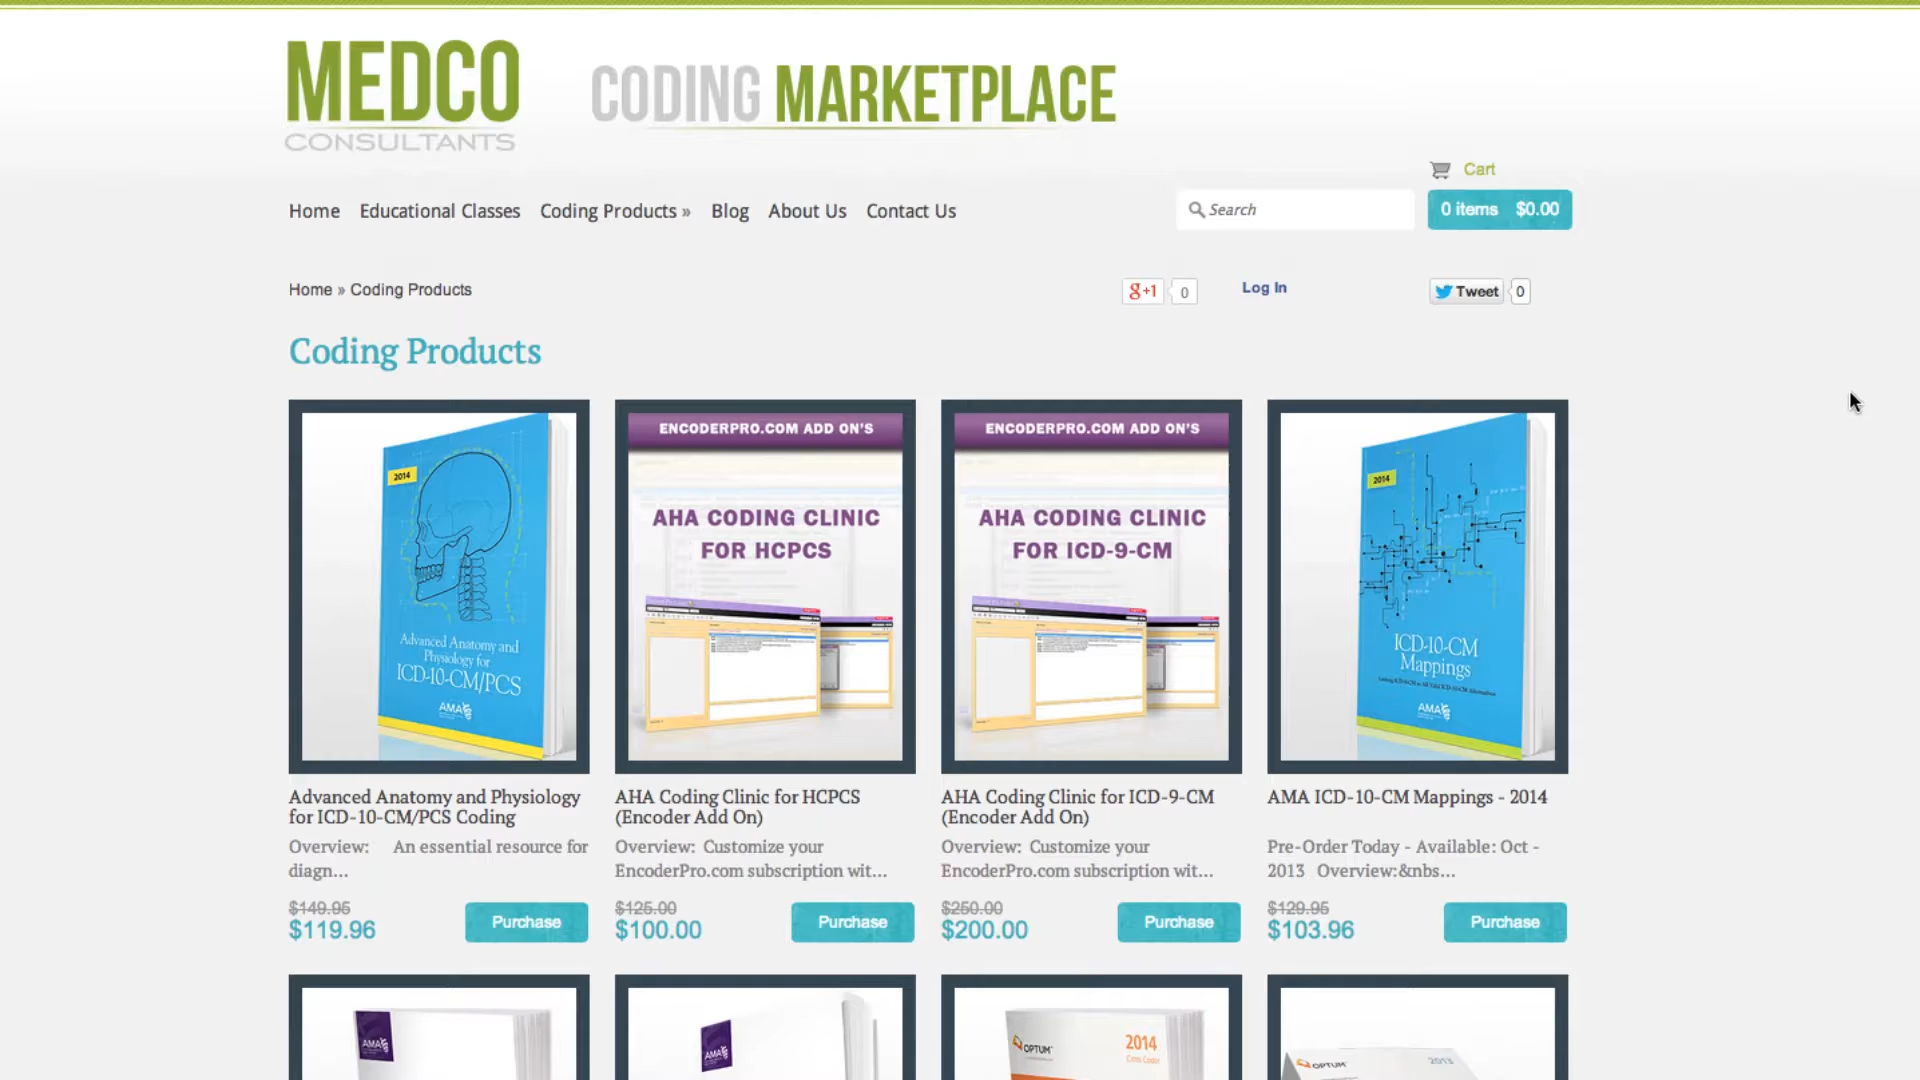 MEDCO
CONSULTANTS
CODING MARKETPLACE
Cart
Home Educational Classes Coding Products » Blog About Us Contact Us
Search
0 items $0.00
Home » Coding Products
g+1 0
Log In
Tweet 0
Coding Products
2014
Advanced Anatomy and
Physiology for
ICD-10-CM/PCS
AMA
ENCODERPRO.COM ADD ON'S
AHA CODING CLINIC
FOR HCPCS
ENCODERPRO.COM ADD ON'S
AHA CODING CLINIC
FOR ICD-9-CM
2014
ICD-10-CM
Mappings
AMA
Advanced Anatomy and Physiology
for ICD-10-CM/PCS Coding
Overview: An essential resource for
diagn...
$149.95
$119.96
Purchase
AHA Coding Clinic for HCPCS
(Encoder Add On)
Overview: Customize your
EncoderPro.com subscription wit...
$125.00
$100.00
Purchase
AHA Coding Clinic for ICD-9-CM
(Encoder Add On)
Overview: Customize your
EncoderPro.com subscription wit...
$250.00
$200.00
Purchase
AMA ICD-10-CM Mappings - 2014
Pre-Order Today - Available: Oct -
2013 Overview:&nbs...
$129.95
$103.96
Purchase
AMA
AMA
OPTUM
2014
OPTUM
2013